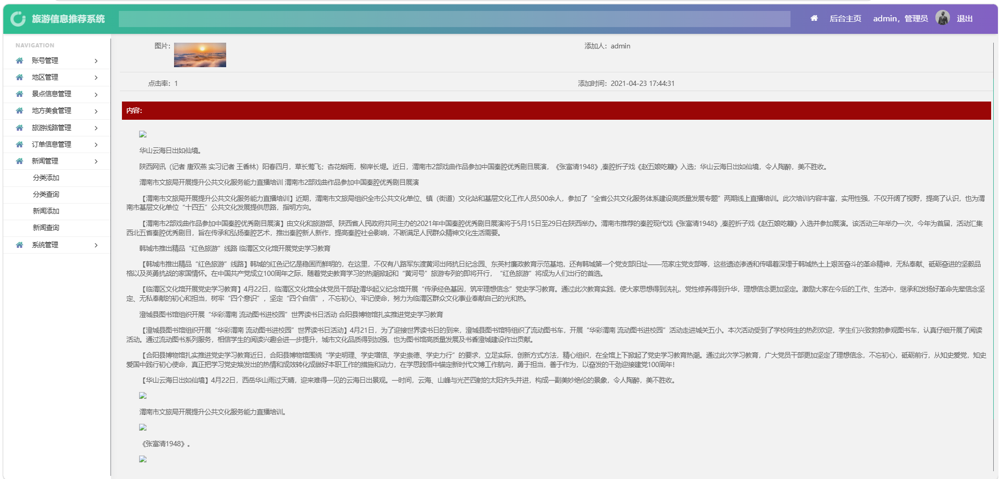 旅游信息推荐系统
后台主页
admin，管理员
退出
NAVIGATION
账号管理
地区管理
景点信息管理
地方美食管理
旅游线路管理
订单信息管理
新闻管理
分类添加
分类查询
新闻添加
新闻查询
系统管理
图片：
添加人：admin
点击率：1
添加时间：2021-04-23 17:44:31
内容：
华山云海日出如仙境。
陕西网讯（记者 唐双燕 实习记者 王香林）阳春四月，草长莺飞；杏花烟雨，柳岸长堤。近日，渭南市2部戏曲作品参加中国秦腔优秀剧目展演，《张富清1948》,秦腔折子戏《赵五娘吃糠》入选；华山云海日出如仙境，令人陶醉，美不胜收。
渭南市文旅局开展提升公共文化服务能力直播培训 渭南市2部戏曲作品参加中国秦腔优秀剧目展演
【渭南市文旅局开展提升公共文化服务能力直播培训】近期，渭南市文旅局组织全市公共文化单位、镇（街道）文化站和基层文化工作人员500余人，参加了“全省公共文化服务体系建设高质量发展专题”两期线上直播培训。此次培训内容丰富，实用性强，不仅开阔了视野，提高了认识，也为渭
南市基层文化单位“十四五”公共文化发展提供思路，指明方向。
【渭南市2部戏曲作品参加中国秦腔优秀剧目展演】由文化和旅游部、陕西省人民政府共同主办的2021年中国秦腔优秀剧目展演将于5月15日至29日在陕西举办。渭南市推荐的秦腔现代戏《张富清1948》,秦腔折子戏《赵五娘吃糠》入选并参加展演。该活动三年举办一次，今年为首届，活动汇集
西北五省秦腔优秀剧目，旨在传承和弘扬秦腔艺术，推出秦腔新人新作，提高秦腔社会影响，不断满足人民群众精神文化生活需要。
韩城市推出精品“红色旅游”线路 临渭区文化馆开展党史学习教育
【韩城市推出精品“红色旅游”线路】韩城的红色记忆是稳固而鲜明的，在这里，不仅有八路军东渡黄河出师抗日纪念园、东英村廉政教育示范基地，还有韩城第一个党支部旧址——范家庄党支部等，这些遗迹渗透和传唱着深埋于韩城热土上艰苦奋斗的革命精神，无私奉献、砥砺奋进的坚毅品
格以及英勇抗战的家国情怀。在中国共产党成立100周年之际，随着党史教育学习的热潮掀起和“黄河号”旅游专列的即将开行，“红色旅游”将成为人们出行的首选。
【临渭区文化馆开展党史学习教育】4月22日，临渭区文化馆全体党员干部赴渭华起义纪念馆开展“传承红色基因，筑牢理想信念”党史学习教育。通过此次教育实践，使大家思想得到洗礼，党性修养得到升华，理想信念更加坚定。激励大家在今后的工作、生活中，继承和发扬好革命先辈信念坚
定、无私奉献的初心和担当，树牢“四个意识”，坚定“四个自信”，不忘初心、牢记使命，努力为临渭区群众文化事业奉献自己的光和热。
澄城县图书馆组织开展“华彩渭南 流动图书进校园”世界读书日活动 合阳县博物馆扎实推进党史学习教育
【澄城县图书馆组织开展“华彩渭南 流动图书进校园”世界读书日活动】4月21日，为了迎接世界读书日的到来，澄城县图书馆特组织了流动图书车，开展“华彩渭南 流动图书进校园”活动走进城关五小。本次活动受到了学校师生的热烈欢迎，学生们兴致勃勃参观图书车，认真仔细开展了阅读
活动。通过流动图书系列服务，相信学生的阅读兴趣会进一步提升，城市文化品质得到加强，也为图书馆高质量发展及书香澄城建设作出贡献。
【合阳县博物馆扎实推进党史学习教育近日，合阳县博物馆围绕“学史明理、学史增信、学史崇德、学史力行”的要求，立足实际，创新方式方法，精心组织，在全馆上下掀起了党史学习教育热潮。通过此次学习教育，广大党员干部更加坚定了理想信念，不忘初心，砥砺前行，从知史爱党，知史
爱国中践行初心使命，真正把学习党史焕发出的热情和成效转化成做好本职工作的措施和动力，在学思践悟中锚定新时代文博工作航向，勇于担当，善于作为，以奋发的干劲迎接建党100周年！
【华山云海日出如仙境】4月22日，西岳华山雨过天晴，迎来难得一见的云海日出景观。一时间，云海、山峰与光芒四射的太阳齐头并进，构成一副美妙绝伦的景象，令人陶醉，美不胜收。
渭南市文旅局开展提升公共文化服务能力直播培训。
《张富清1948》。